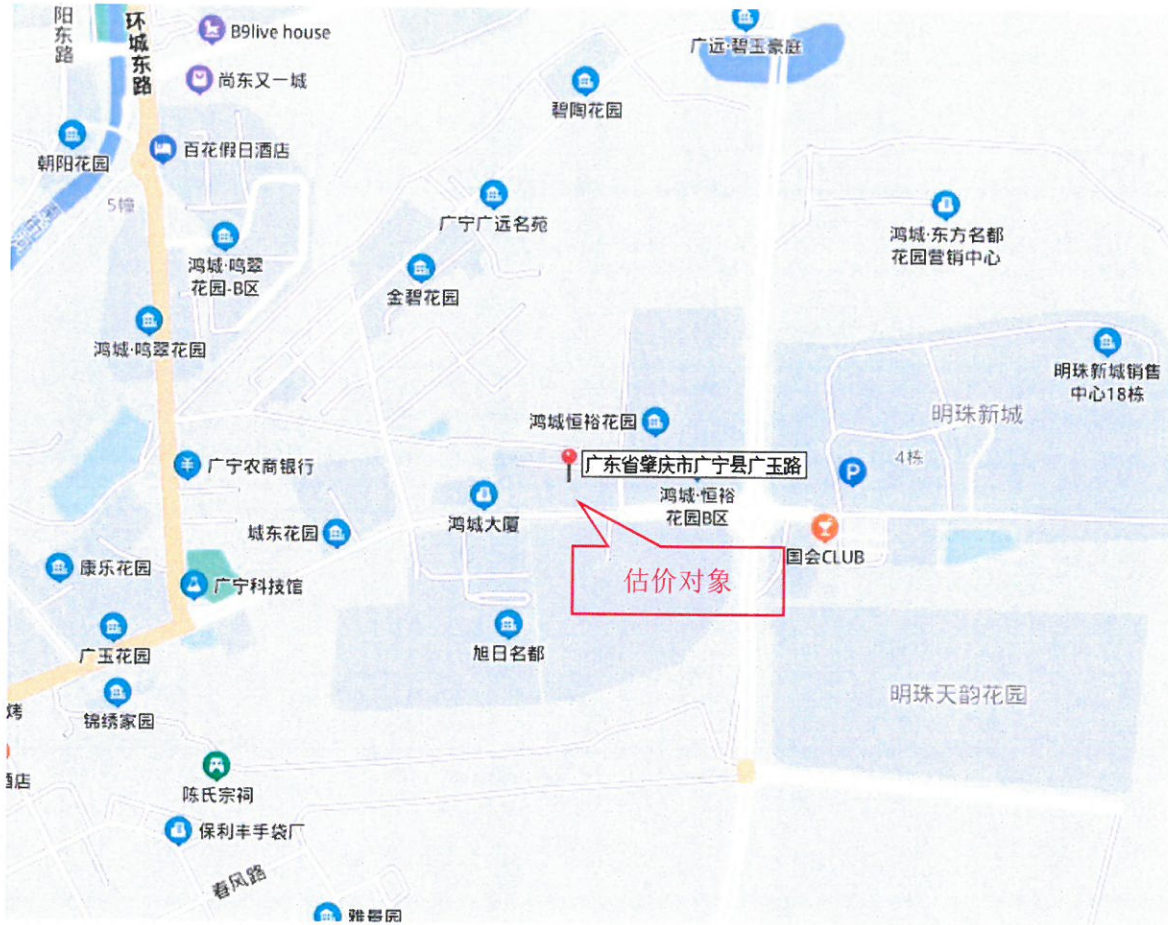 阳东路
环城东路
B9live house
尚东又一城
广远·碧玉豪庭
碧陶花园
朝阳花园
百花假日酒店
5幢
广宁广远名苑
鸿城·东方名都
花园营销中心
鸿城·鸣翠
花园-B区
金碧花园
鸿城·鸣翠花园
明珠新城销售
中心18栋
鸿城恒裕花园
明珠新城
广宁农商银行
广东省肇庆市广宁县广玉路
4栋
P
鸿城大厦
鸿城·恒裕
花园B区
城东花园
国会CLUB
康乐花园
广宁科技馆
估价对象
广玉花园
旭日名都
锦绣家园
明珠天韵花园
烤
酒店
陈氏宗祠
保利丰手袋厂
春风路
雅景园